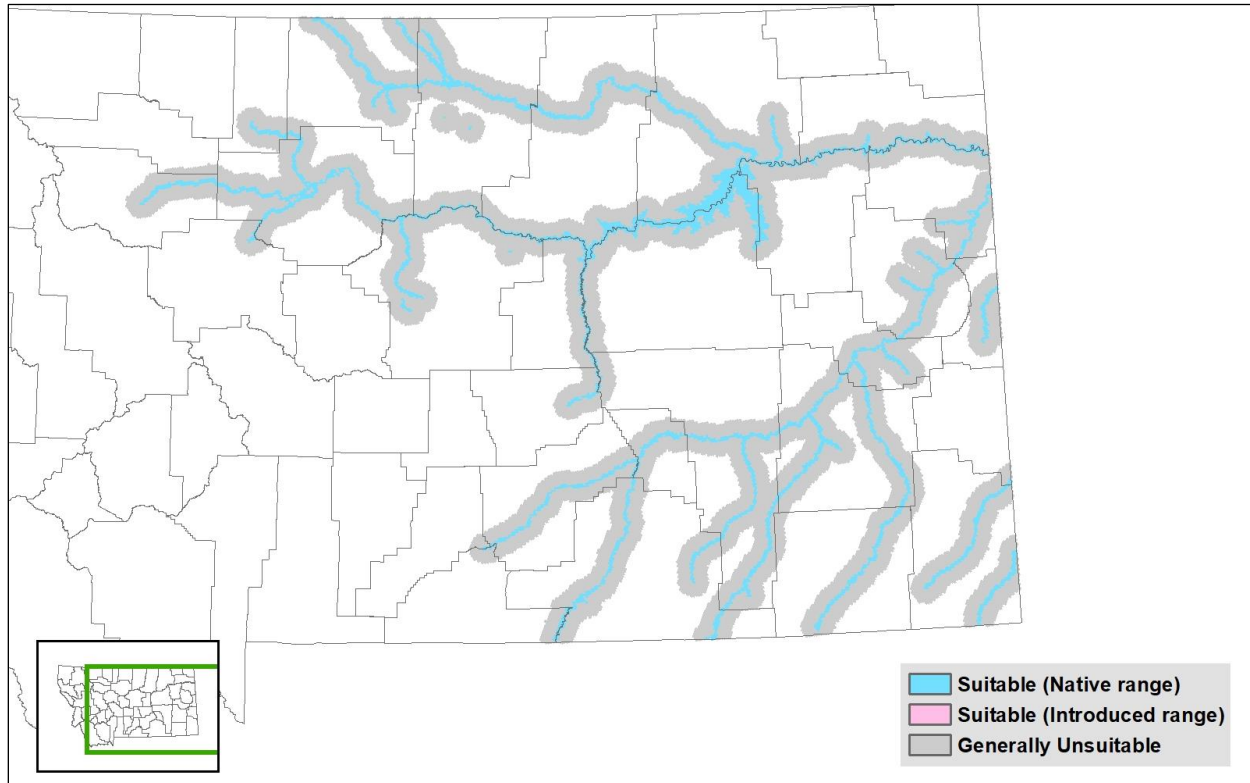 Suitable (Native range)
Suitable (Introduced range)
Generally Unsuitable